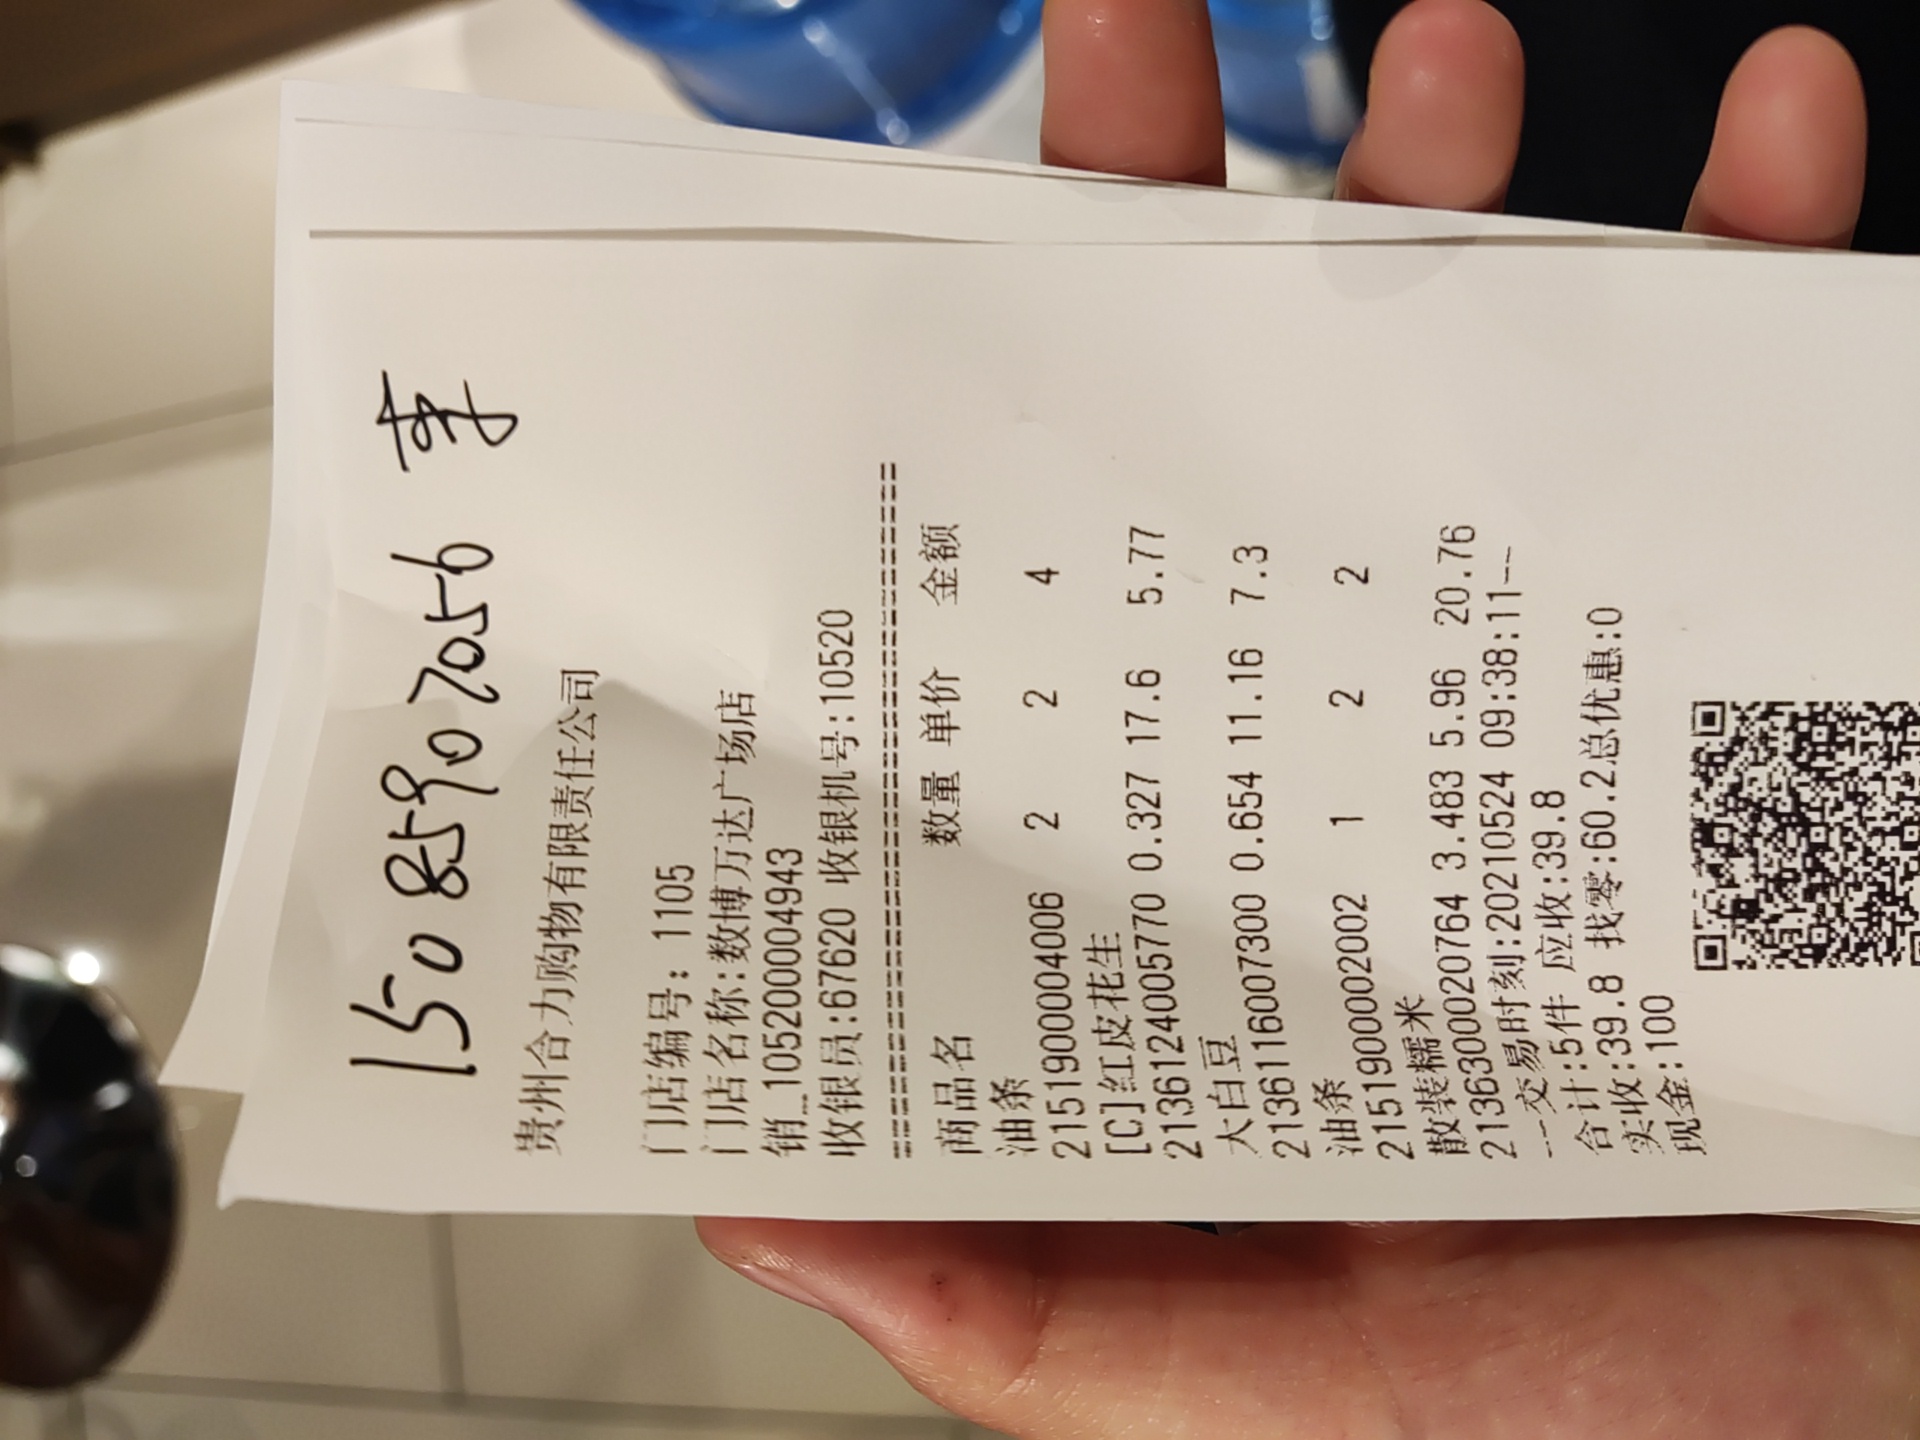 15085907056 李
贵州合力购物有限责任公司
门店编号: 1105
门店名称:数博万达广场店
销_1052000004943
收银员:67620 收银机号:10520
商品名 数量 单价 金额
油条
2151900004006 2 2 4
[C]红皮花生
2136124005770 0.327 17.6 5.77
大白豆
2136116007300 0.654 11.16 7.3
油条
2151900002002 1 2 2
散装糯米
2136300020764 3.483 5.96 20.76
--交易时刻:20210524 09:38:11--
合计:5件 应收:39.8
实收:39.8 找零:60.2总优惠:0
现金:100